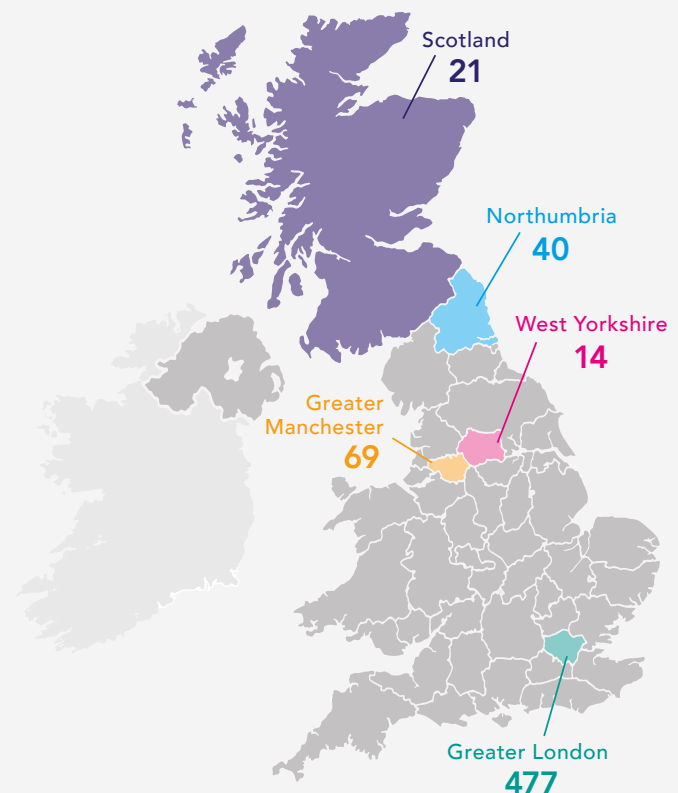 Scotland
21
Northumbria
40
West Yorkshire
14
Greater
Manchester
69
Greater London
477